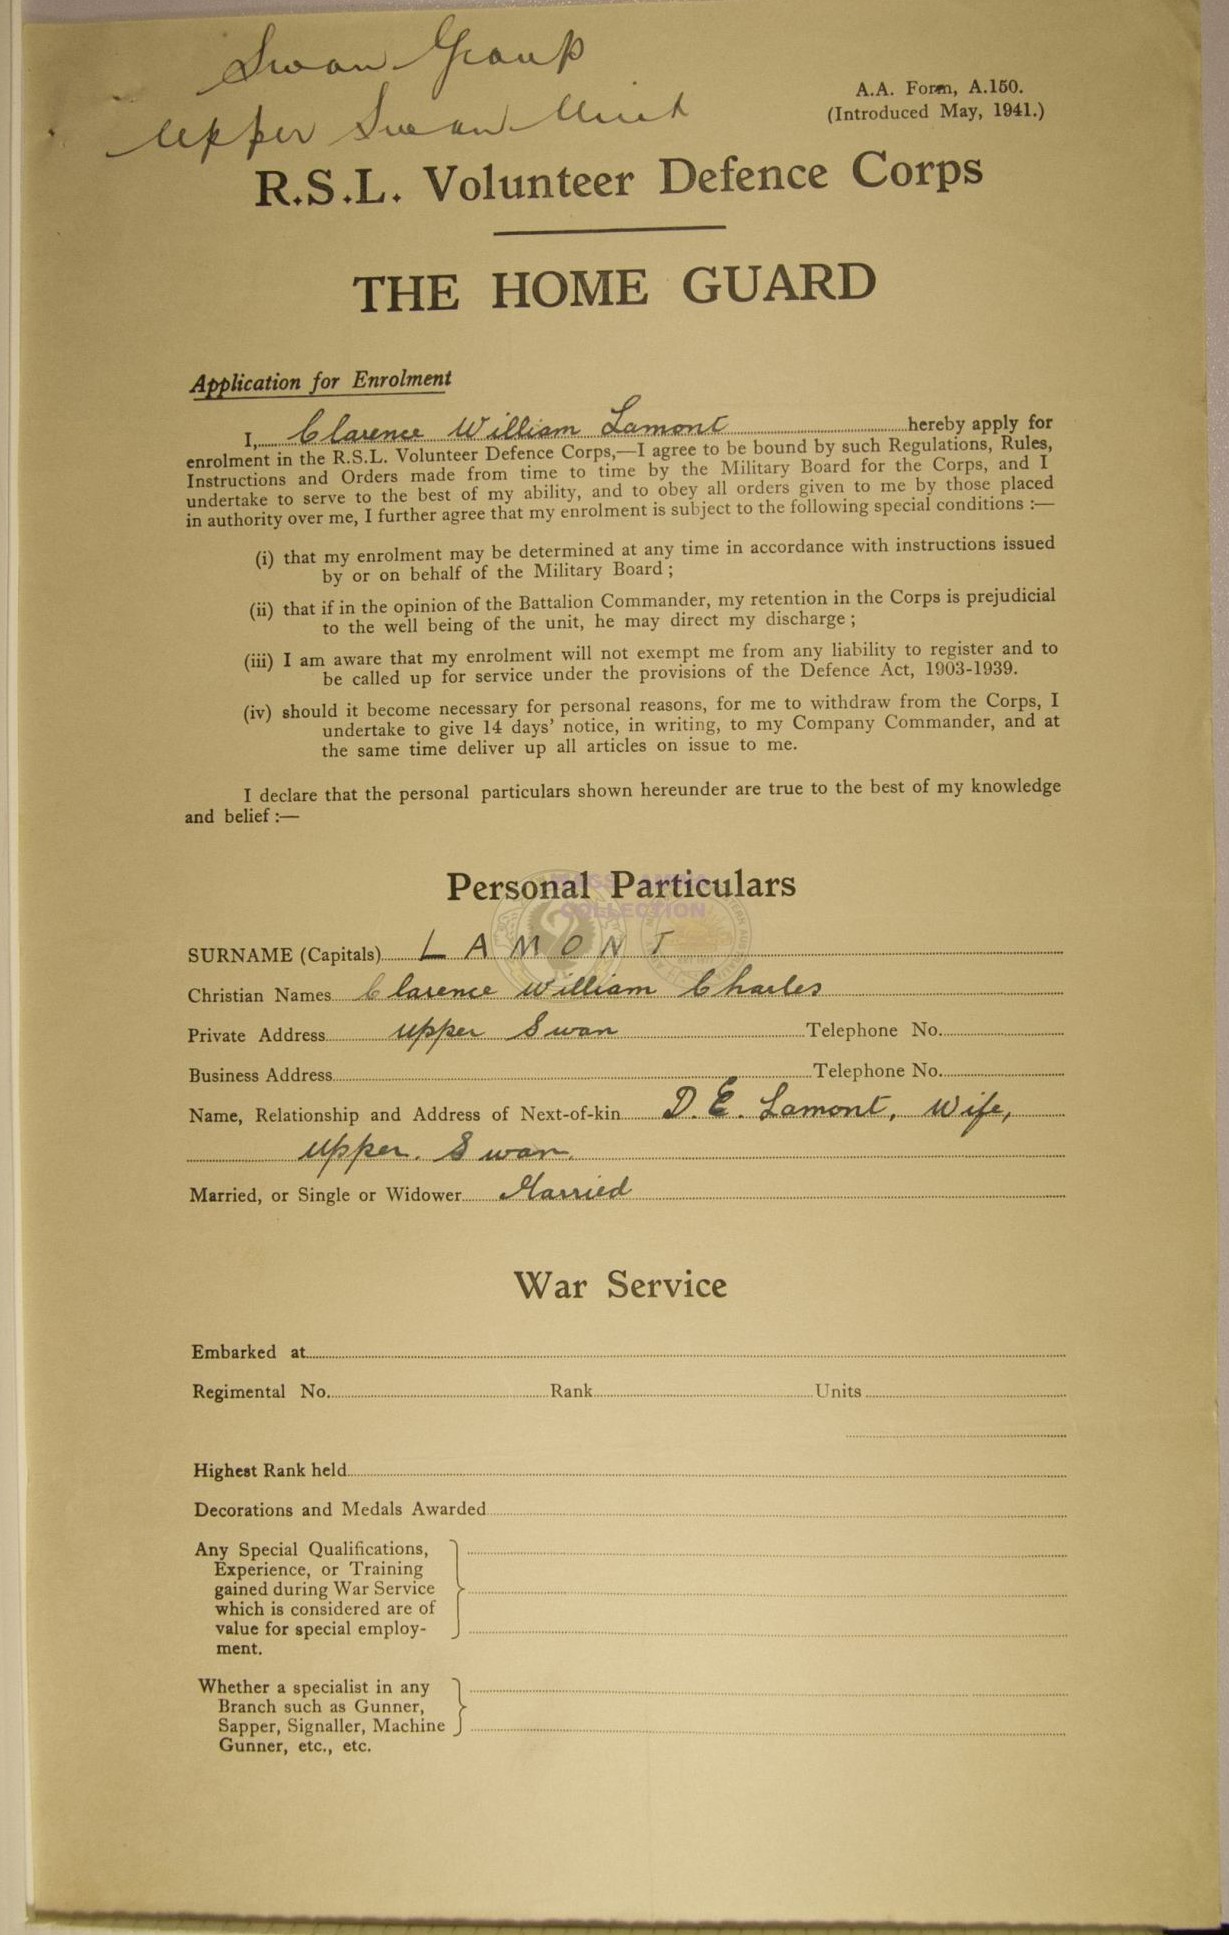 Swan Group
Upper Swan Unit
A.A. Form, A.150.
(Introduced May, 1941.)
R.S.L. Volunteer Defence Corps
THE HOME GUARD
Application for Enrolment
I, Clarence William Lamont hereby apply for
enrolment in the R.S.L. Volunteer Defence Corps,—I agree to be bound by such Regulations, Rules,
Instructions and Orders made from time to time by the Military Board for the Corps, and I
undertake to serve to the best of my ability, and to obey all orders given to me by those placed
in authority over me, I further agree that my enrolment is subject to the following special conditions :—
(i) that my enrolment may be determined at any time in accordance with instructions issued
by or on behalf of the Military Board ;
(ii) that if in the opinion of the Battalion Commander, my retention in the Corps is prejudicial
to the well being of the unit, he may direct my discharge ;
(iii) I am aware that my enrolment will not exempt me from any liability to register and to
be called up for service under the provisions of the Defence Act, 1903-1939.
(iv) should it become necessary for personal reasons, for me to withdraw from the Corps, I
undertake to give 14 days' notice, in writing, to my Company Commander, and at
the same time deliver up all articles on issue to me.
I declare that the personal particulars shown hereunder are true to the best of my knowledge
and belief :—
Personal Particulars
COLLECTION
SURNAME (Capitals) LAMONT
Christian Names Clarence William Charles
Private Address Upper Swan Telephone No.
Business Address Telephone No.
Name, Relationship and Address of Next-of-kin D. E. Lamont, Wife,
Upper. Swan.
Married, or Single or Widower Married
War Service
Embarked at
Regimental No. Rank Units
Highest Rank held
Decorations and Medals Awarded
Any Special Qualifications,
Experience, or Training
gained during War Service
which is considered are of
value for special employ-
ment.
Whether a specialist in any
Branch such as Gunner,
Sapper, Signaller, Machine
Gunner, etc., etc.